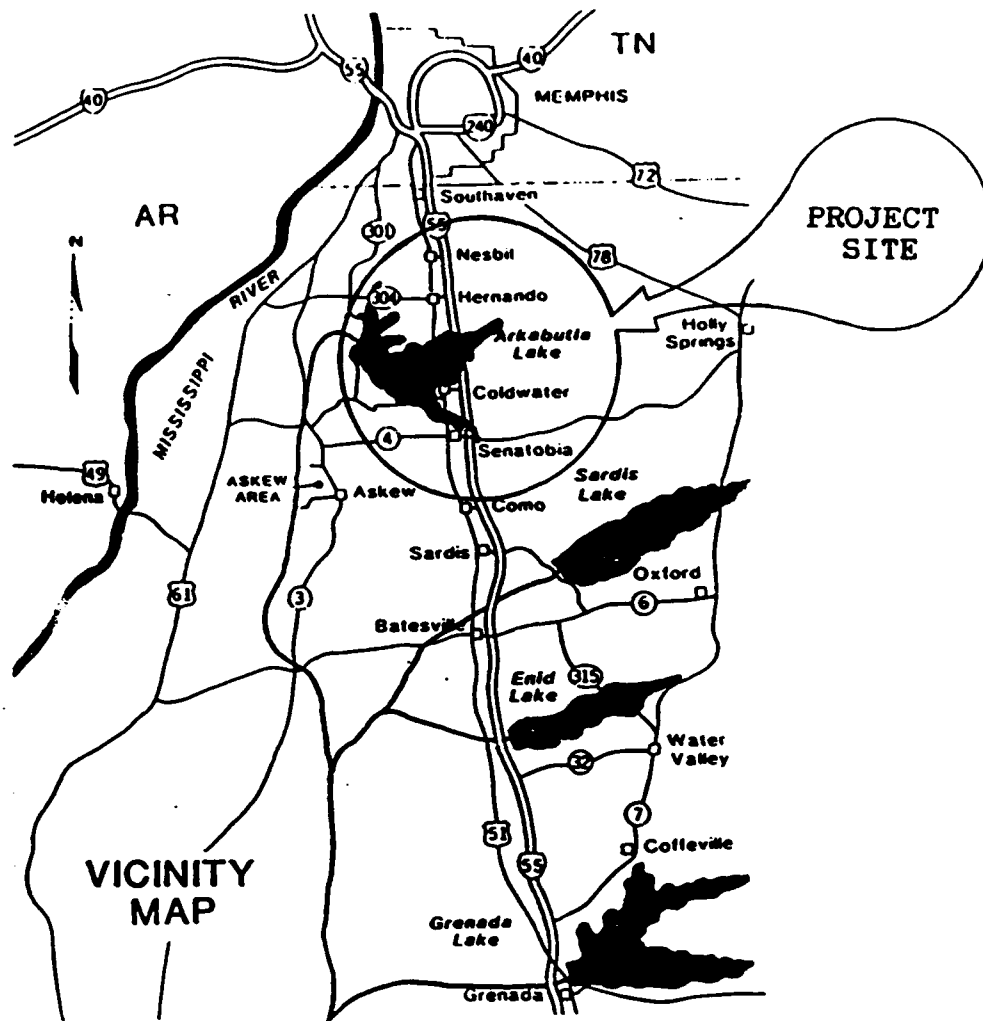 TN
55
40
40
MEMPHIS
240
72
Southaven
AR
PROJECT
SITE
301
55
N
78
Nesbit
RIVER
304
Hernando
Holly
Springs
Arkabutla
Lake
MISSISSIPPI
Coldwater
4
Senatobia
49
Helena
ASKEW
AREA
Askew
Sardis
Lake
Como
Sardis
61
3
Oxford
6
Batesville
Enid
Lake
315
Water
Valley
32
7
51
Coffeville
55
VICINITY
MAP
Grenada
Lake
Grenada